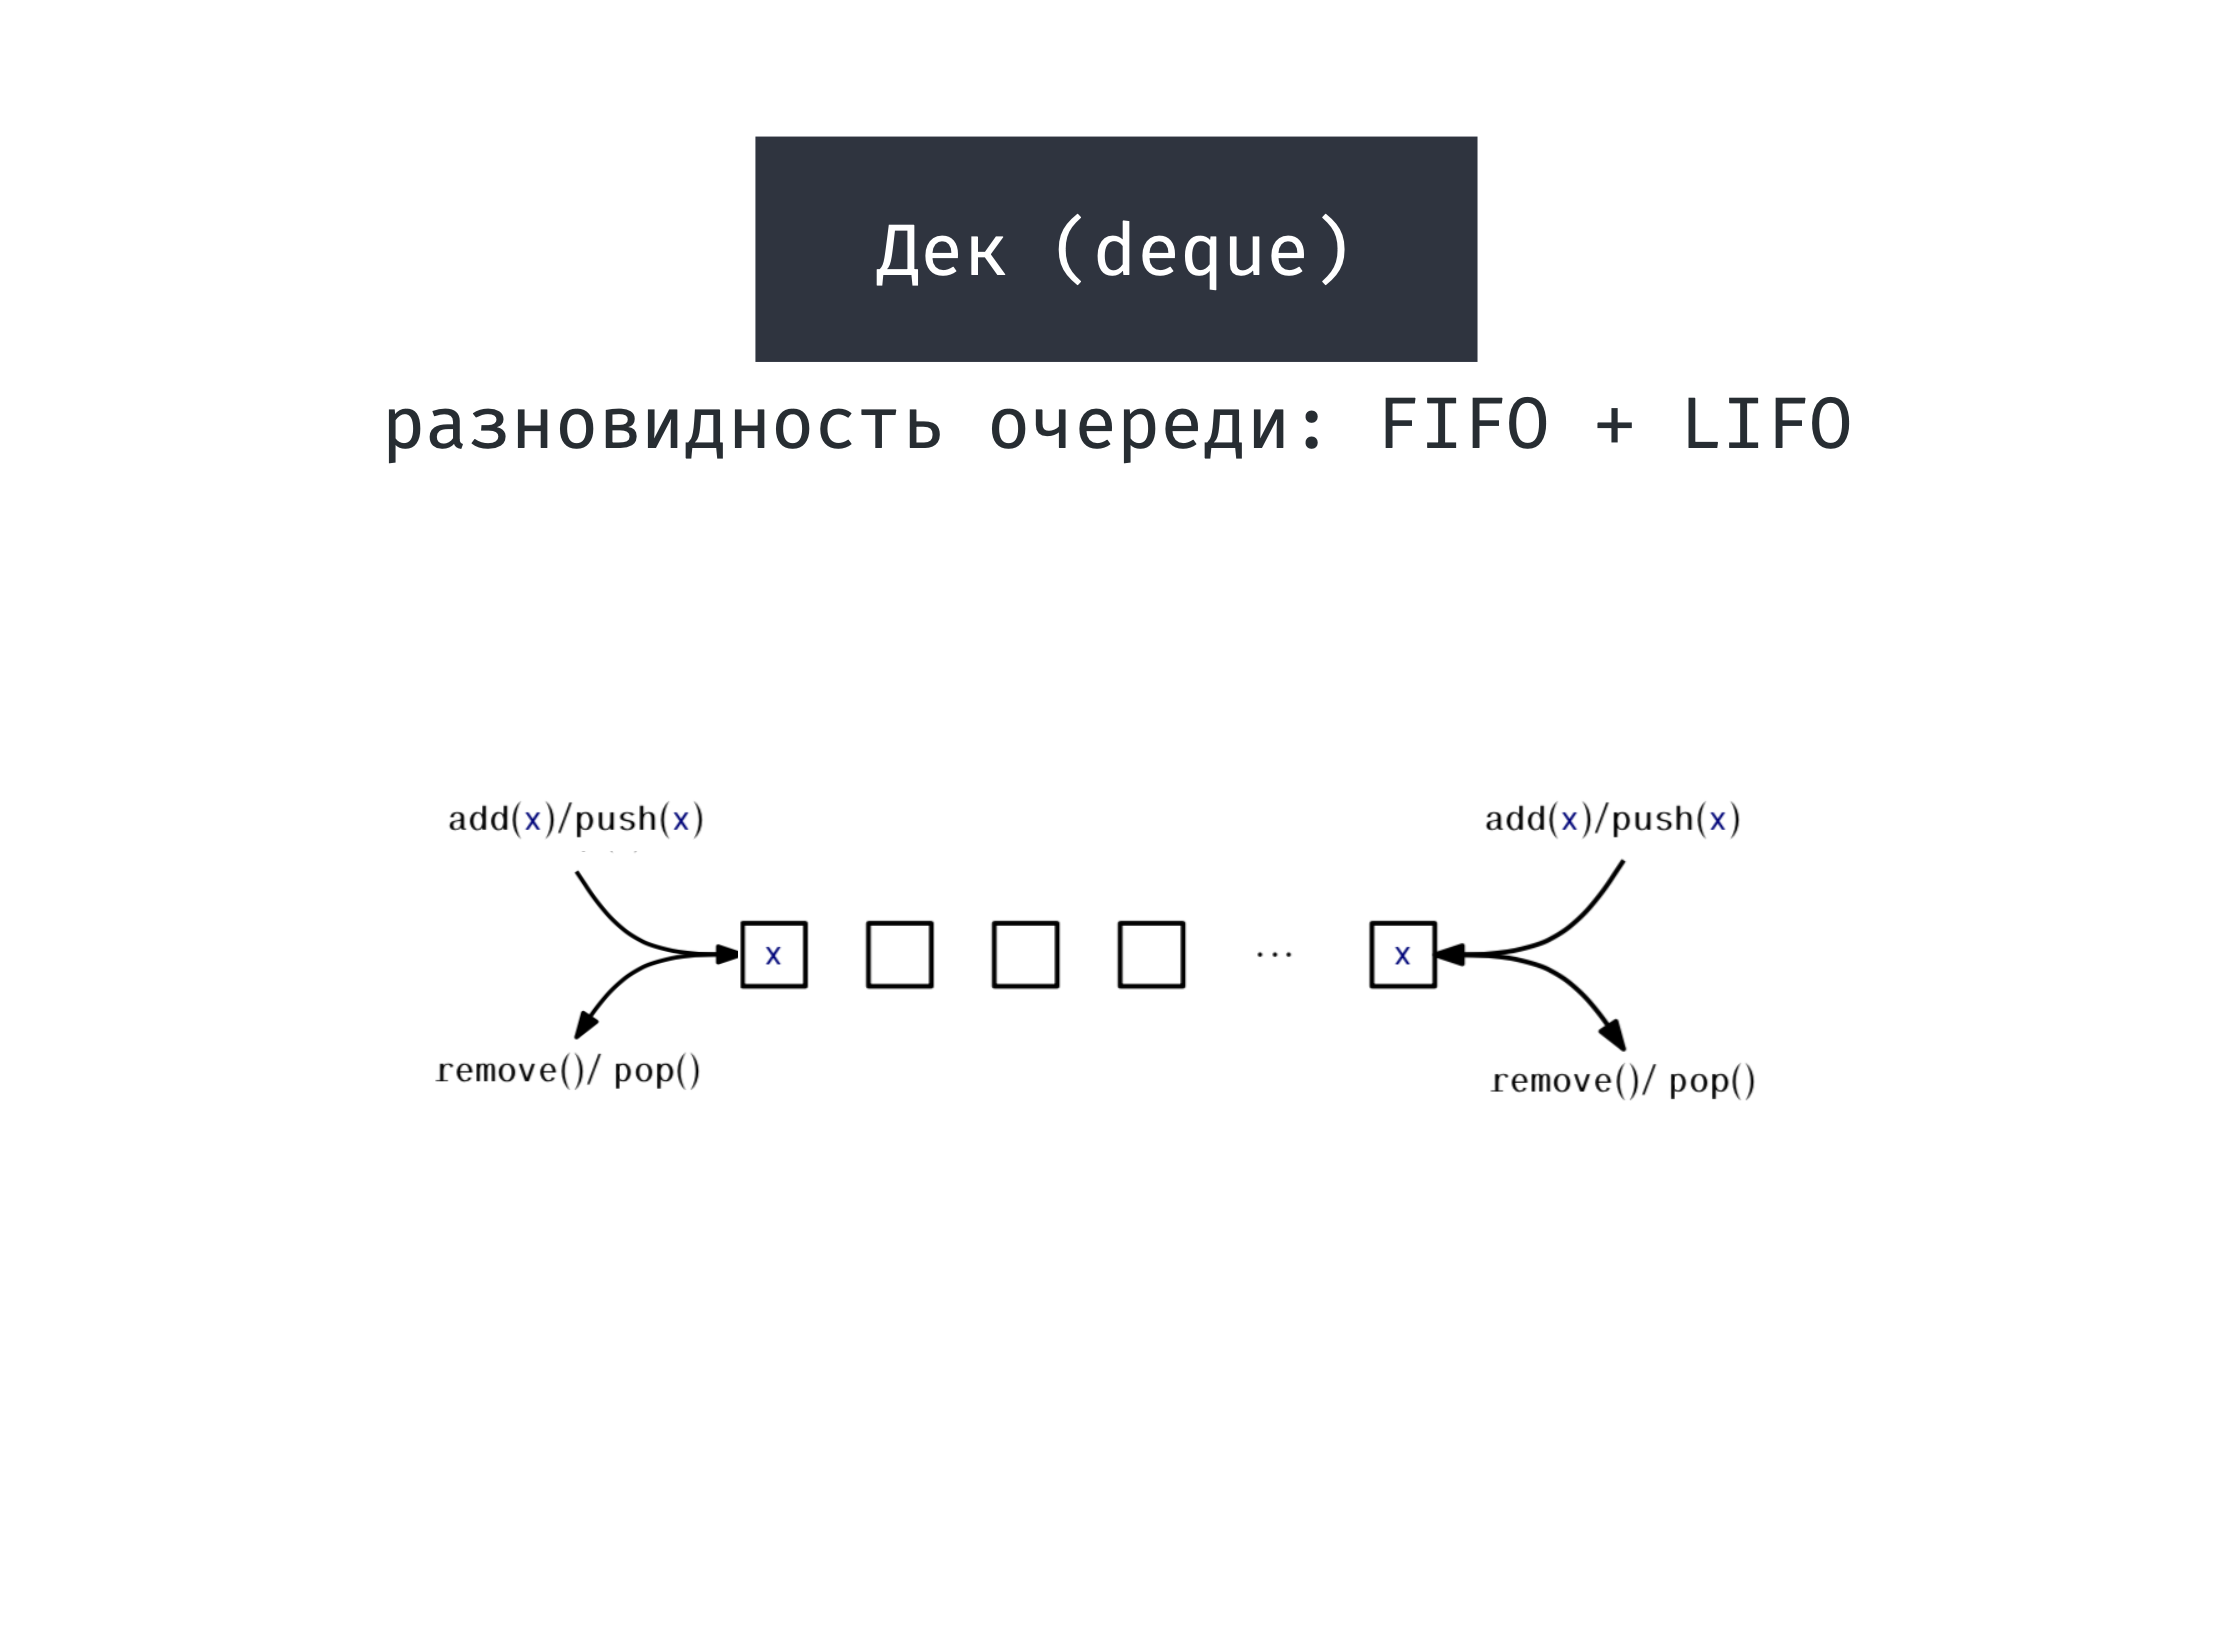 Дек (deque)
разновидность очереди: FIFO + LIFO
add(x)/push(x)
add(x)/push(x)
x
...
x
remove()/ pop()
remove()/ pop()